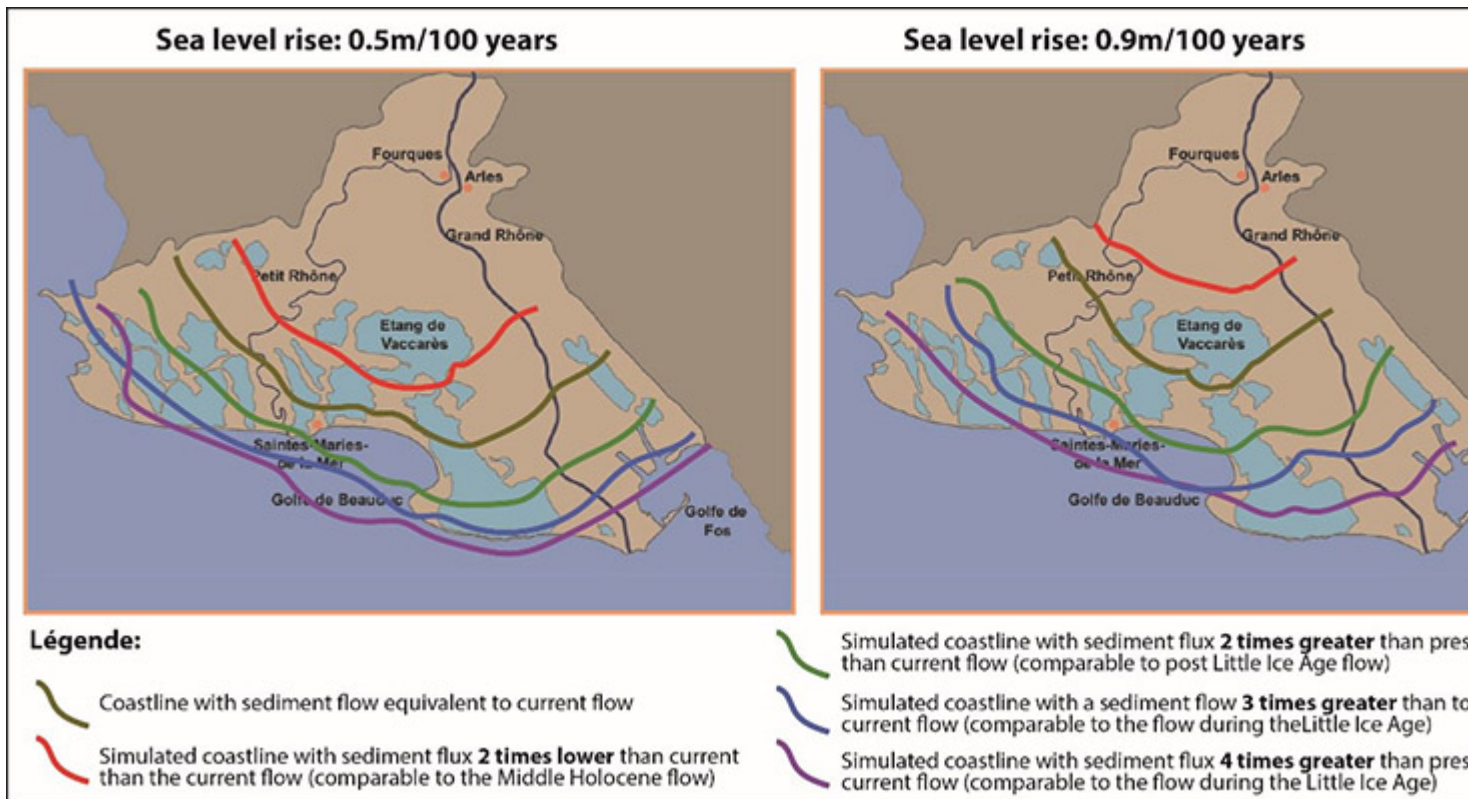 Sea level rise: 0.5m/100 years
Fourques
Arles
Grand Rhône
Petit Rhône
Etang de
Vaccarès
Saintes-Maries-
de la Mer
Golfe de Beauduc
Golfe de
Fos
Sea level rise: 0.9m/100 years
Fourques
Arles
Grand Rhône
Petit Rhône
Etang de
Vaccarès
Saintes-Maries-
de la Mer
Golfe de Beauduc
Légende:
Coastline with sediment flow equivalent to current flow
Simulated coastline with sediment flux 2 times lower than current
than the current flow (comparable to the Middle Holocene flow)
Simulated coastline with sediment flux 2 times greater than pres
than current flow (comparable to post Little Ice Age flow)
Simulated coastline with a sediment flow 3 times greater than to
current flow (comparable to the flow during theLittle Ice Age)
Simulated coastline with sediment flux 4 times greater than pres
current flow (comparable to the flow during the Little Ice Age)